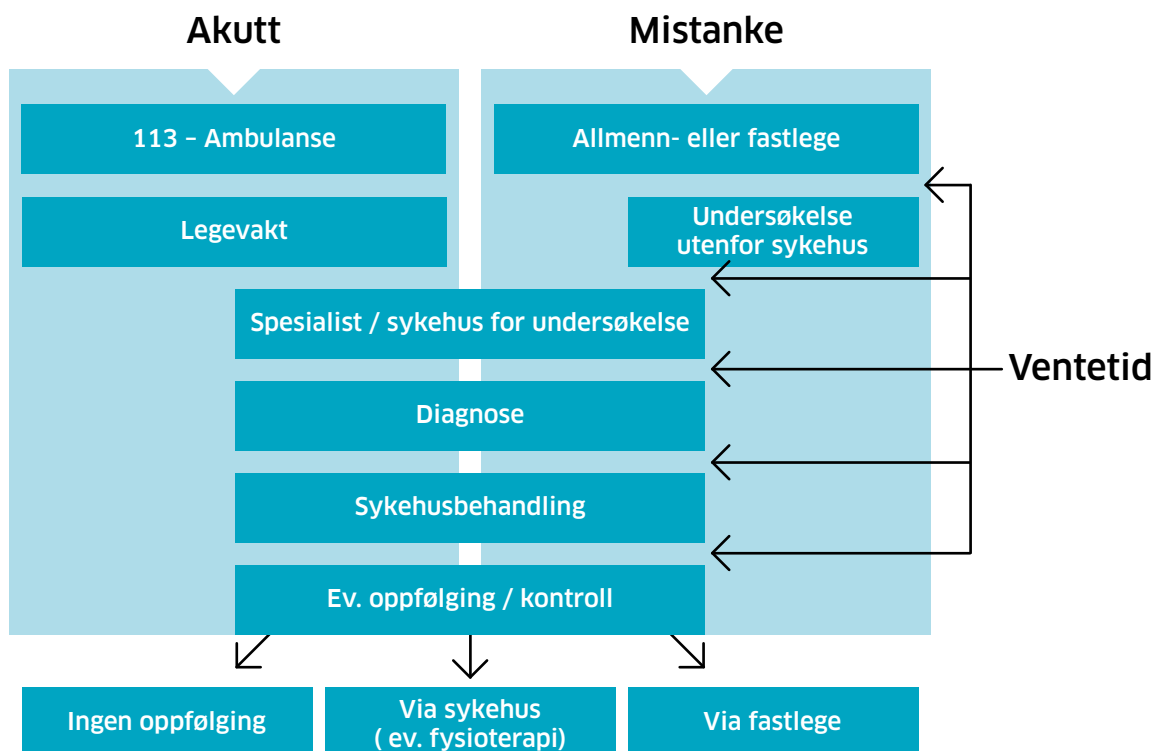 Akutt
Mistanke
113 – Ambulanse
Allmenn- eller fastlege
Legevakt
Undersøkelse
utenfor sykehus
Spesialist / sykehus for undersøkelse
Ventetid
Diagnose
Sykehusbehandling
Ev. oppfølging / kontroll
Ingen oppfølging
Via sykehus
( ev. fysioterapi)
Via fastlege